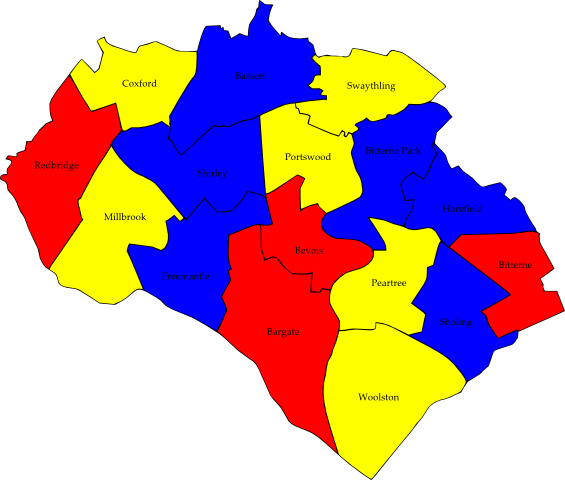 Bassett
Coxford
Swaythling
Bitterne Park
Portswood
Redbridge
Shirley
Harefield
Millbrook
Bevois
Bitterne
Freemantle
Peartree
Sholing
Bargate
Woolston